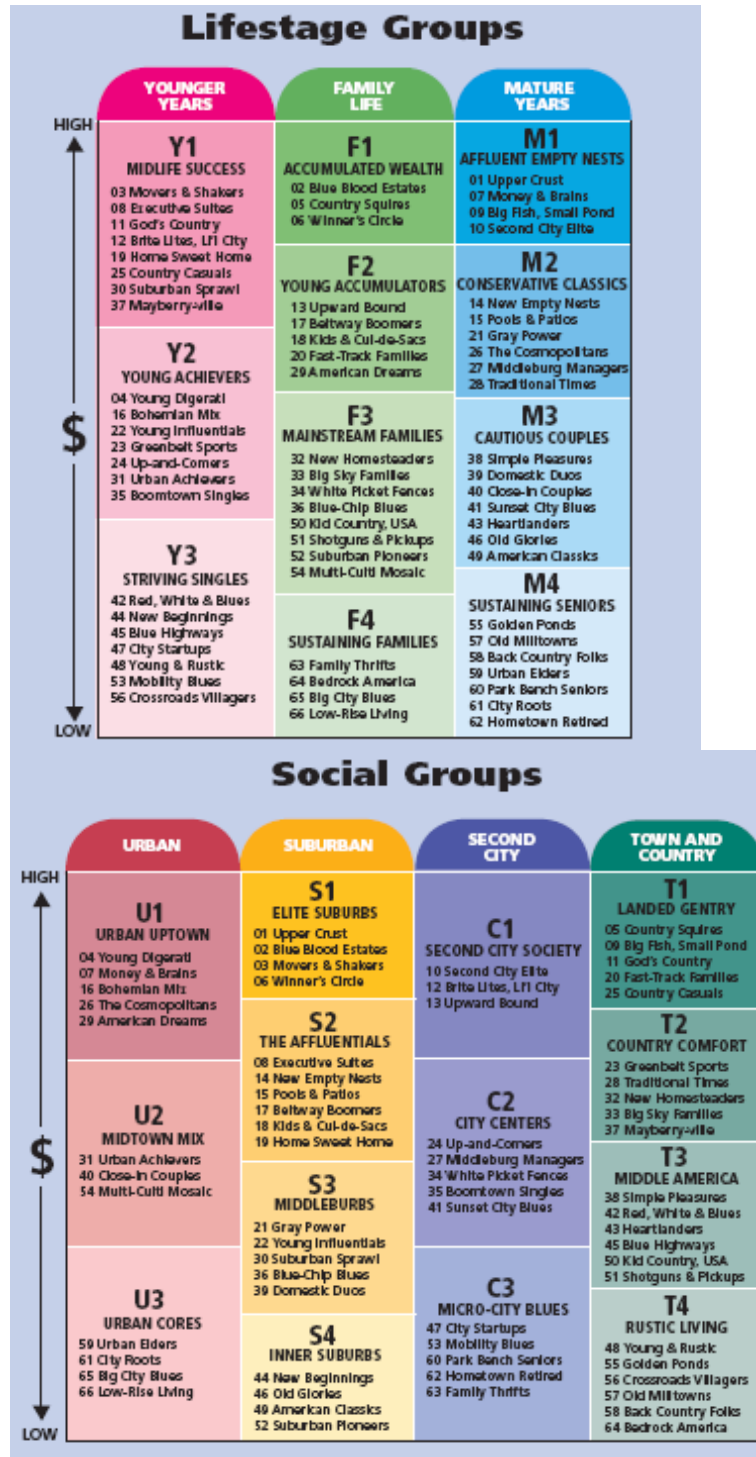 Lifestage Groups
YOUNGER
YEARS
HIGH
Y1
MIDLIFE SUCCESS
03 Movers & Shakers
08 Executive Suites
11 God's Country
12 Brite Lites, Li'l City
19 Home Sweet Home
25 Country Casuals
30 Suburban Sprawl
37 Mayberry-ville
Y2
YOUNG ACHIEVERS
04 Young Digerati
16 Bohemian Mix
22 Young Influentials
23 Greenbelt Sports
24 Up-and-Comers
31 Urban Achievers
35 Boomtown Singles
$
Y3
STRIVING SINGLES
42 Red, White & Blues
44 New Beginnings
45 Blue Highways
47 City Startups
48 Young & Rustic
53 Mobility Blues
56 Crossroads Villagers
LOW
FAMILY
LIFE
F1
ACCUMULATED WEALTH
02 Blue Blood Estates
05 Country Squires
06 Winner's Circle
F2
YOUNG ACCUMULATORS
13 Upward Bound
17 Beltway Boomers
18 Kids & Cul-de-Sacs
20 Fast-Track Families
29 American Dreams
F3
MAINSTREAM FAMILIES
32 New Homesteaders
33 Big Sky Families
34 White Picket Fences
36 Blue-Chip Blues
50 Kid Country, USA
51 Shotguns & Pickups
52 Suburban Pioneers
54 Multi-Culti Mosaic
F4
SUSTAINING FAMILIES
63 Family Thrifts
64 Bedrock America
65 Big City Blues
66 Low-Rise Living
MATURE
YEARS
M1
AFFLUENT EMPTY NESTS
01 Upper Crust
07 Money & Brains
09 Big Fish, Small Pond
10 Second City Elite
M2
CONSERVATIVE CLASSICS
14 New Empty Nests
15 Pools & Patios
21 Gray Power
26 The Cosmopolitans
27 Middleburg Managers
28 Traditional Times
M3
CAUTIOUS COUPLES
38 Simple Pleasures
39 Domestic Duos
40 Close-In Couples
41 Sunset City Blues
43 Heartlanders
46 Old Glories
49 American Classics
M4
SUSTAINING SENIORS
55 Golden Ponds
57 Old Milltowns
58 Back Country Folks
59 Urban Elders
60 Park Bench Seniors
61 City Roots
62 Hometown Retired
Social Groups
URBAN
HIGH
U1
URBAN UPTOWN
04 Young Digerati
07 Money & Brains
16 Bohemian Mix
26 The Cosmopolitans
29 American Dreams
U2
MIDTOWN MIX
31 Urban Achievers
40 Close-In Couples
54 Multi-Culti Mosaic
$
U3
URBAN CORES
59 Urban Elders
61 City Roots
65 Big City Blues
66 Low-Rise Living
LOW
SUBURBAN
S1
ELITE SUBURBS
01 Upper Crust
02 Blue Blood Estates
03 Movers & Shakers
06 Winner's Circle
S2
THE AFFLUENTIALS
08 Executive Suites
14 New Empty Nests
15 Pools & Patios
17 Beltway Boomers
18 Kids & Cul-de-Sacs
19 Home Sweet Home
S3
MIDDLEBURBS
21 Gray Power
22 Young Influentials
30 Suburban Sprawl
36 Blue-Chip Blues
39 Domestic Duos
S4
INNER SUBURBS
44 New Beginnings
46 Old Glories
49 American Classics
52 Suburban Pioneers
SECOND
CITY
C1
SECOND CITY SOCIETY
10 Second City Elite
12 Brite Lites, Li'l City
13 Upward Bound
C2
CITY CENTERS
24 Up-and-Comers
27 Middleburg Managers
34 White Picket Fences
35 Boomtown Singles
41 Sunset City Blues
C3
MICRO-CITY BLUES
47 City Startups
53 Mobility Blues
60 Park Bench Seniors
62 Hometown Retired
63 Family Thrifts
TOWN AND
COUNTRY
T1
LANDED GENTRY
05 Country Squires
09 Big Fish, Small Pond
11 God's Country
20 Fast-Track Families
25 Country Casuals
T2
COUNTRY COMFORT
23 Greenbelt Sports
28 Traditional Times
32 New Homesteaders
33 Big Sky Families
37 Mayberry-ville
T3
MIDDLE AMERICA
38 Simple Pleasures
42 Red, White & Blues
43 Heartlanders
45 Blue Highways
50 Kid Country, USA
51 Shotguns & Pickups
T4
RUSTIC LIVING
48 Young & Rustic
55 Golden Ponds
56 Crossroads Villagers
57 Old Milltowns
58 Back Country Folks
64 Bedrock America